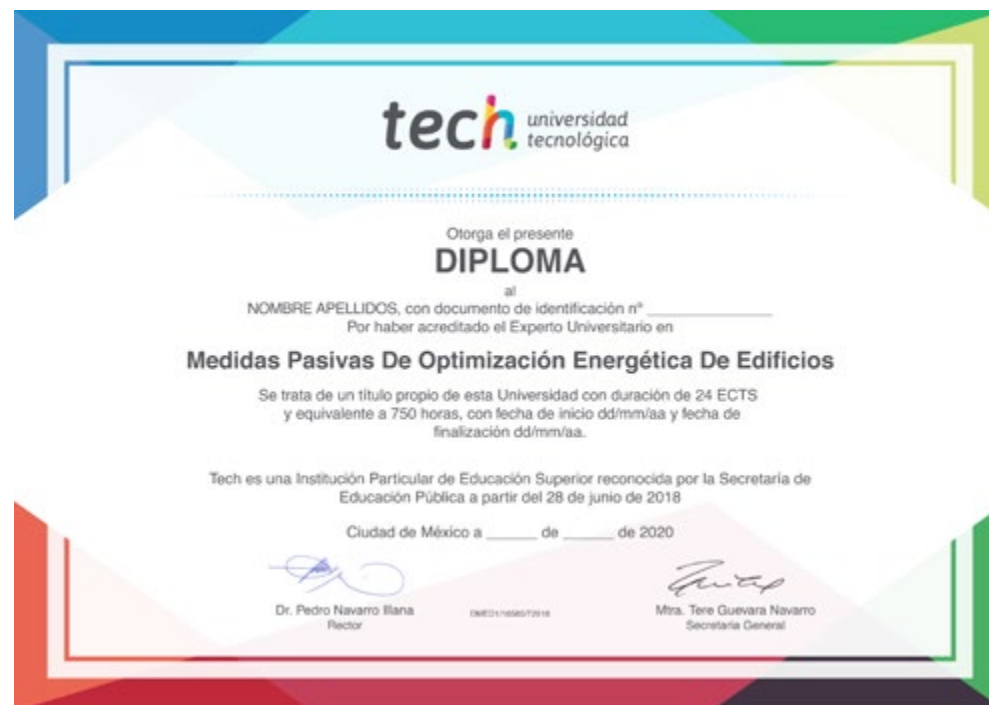 tech universidad
tecnológica
Otorga el presente
DIPLOMA
al
NOMBRE APELLIDOS, con documento de identificación nº ________________
Por haber acreditado el Experto Universitario en
Medidas Pasivas De Optimización Energética De Edificios
Se trata de un título propio de esta Universidad con duración de 24 ECTS
y equivalente a 750 horas, con fecha de inicio dd/mm/aa y fecha de
finalización dd/mm/aa.
Tech es una Institución Particular de Educación Superior reconocida por la Secretaría de
Educación Pública a partir del 28 de junio de 2018
Ciudad de México a ______ de ______ de 2020
Dr. Pedro Navarro Illana
Rector
Mtra. Tere Guevara Navarro
Secretaria General